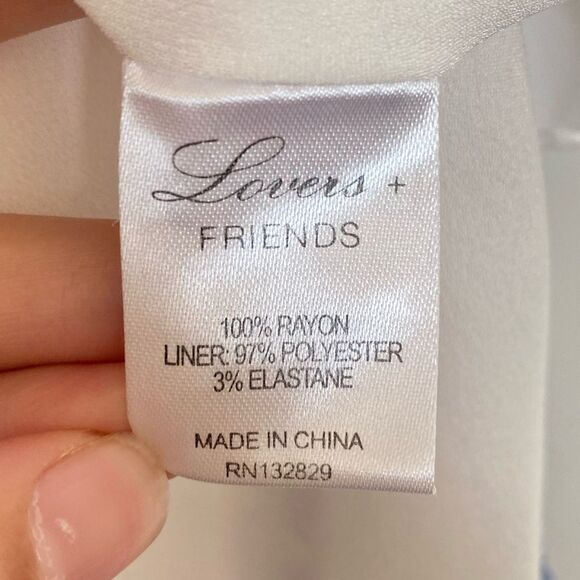 Lovers +
FRIENDS
100% RAYON
LINER: 97% POLYESTER
3% ELASTANE
MADE IN CHINA
RN132829